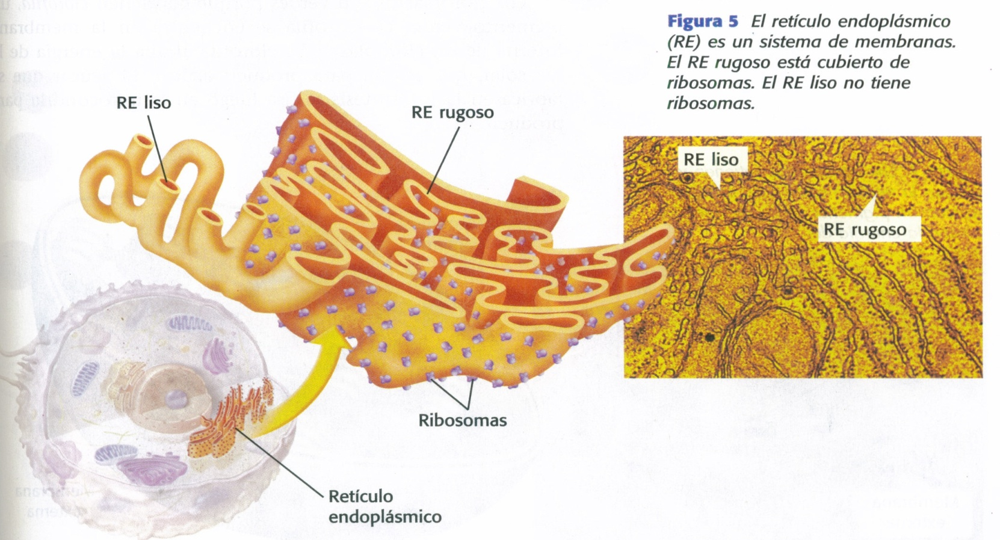 Figura 5 El retículo endoplásmico
(RE) es un sistema de membranas.
El RE rugoso está cubierto de
ribosomas. El RE liso no tiene
ribosomas.
RE liso
RE rugoso
RE liso
RE rugoso
Ribosomas
Retículo
endoplásmico